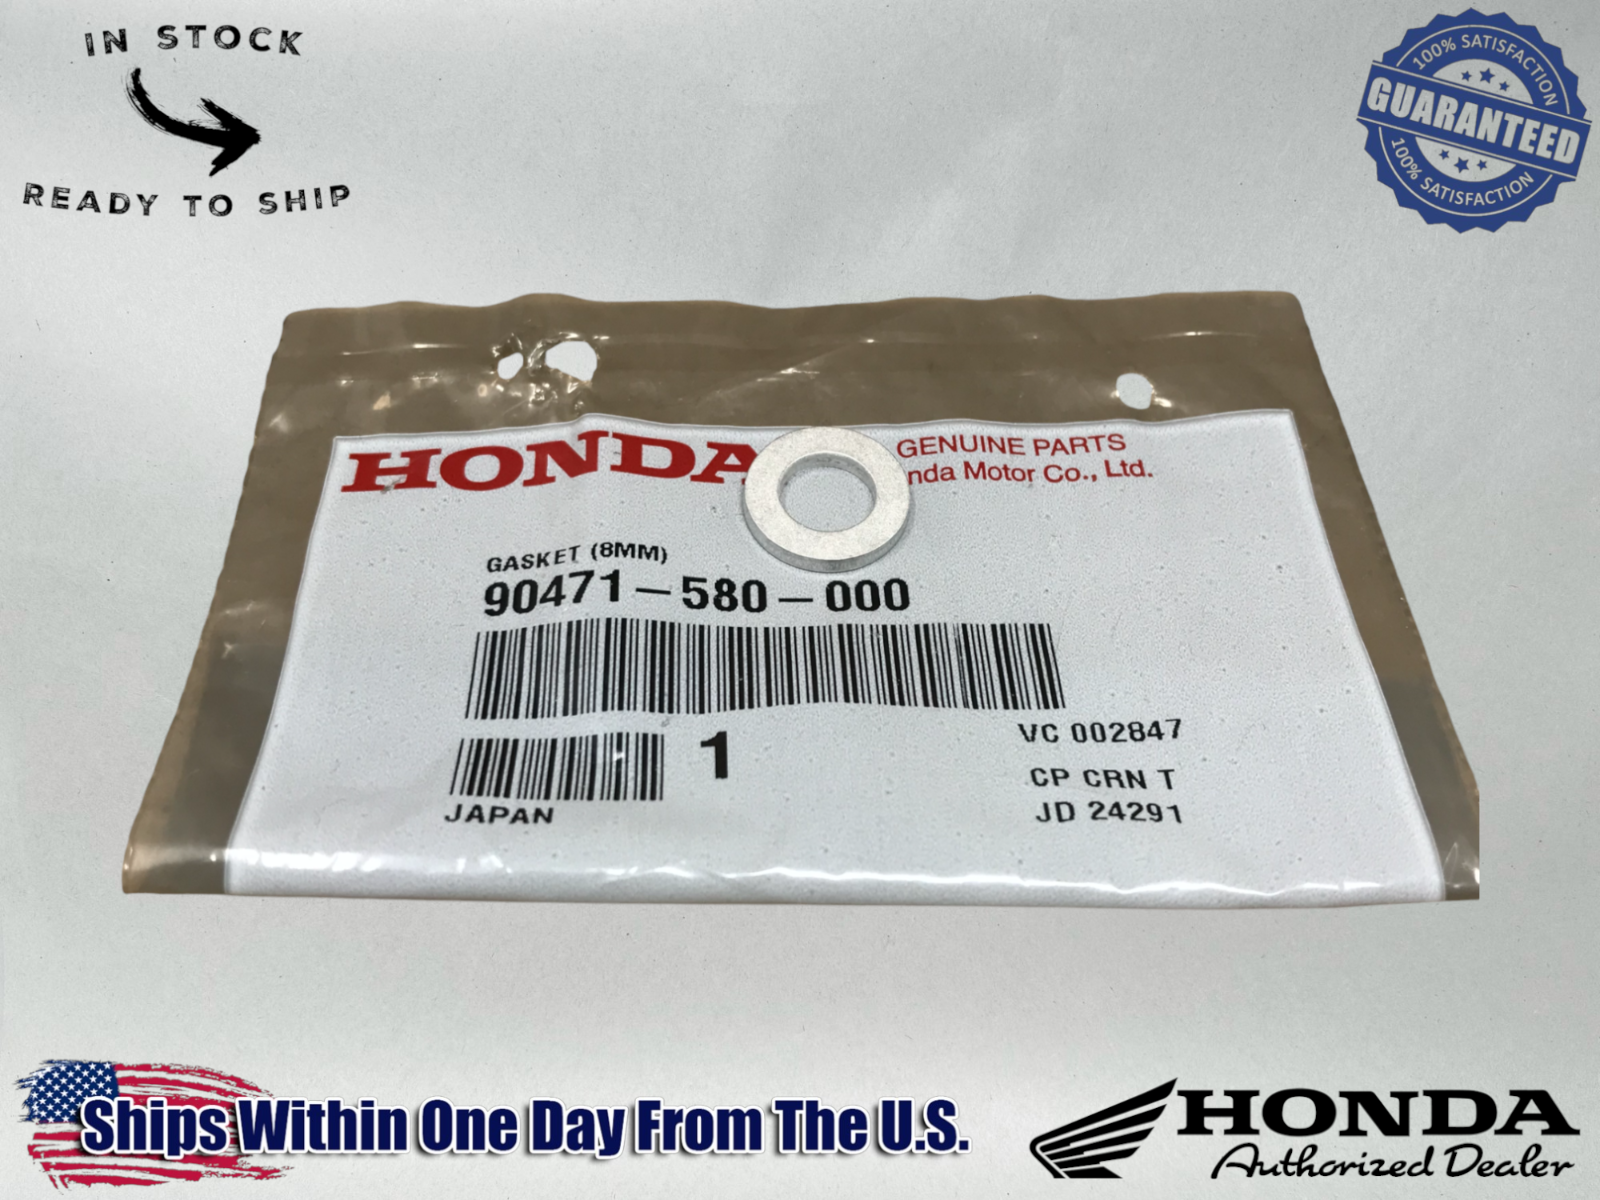 IN STOCK
READY TO SHIP
100% SATISFACTION
GUARANTEED
100% SATISFACTION
HONDA
GENUINE PARTS
nda Motor Co., Ltd.
GASKET (8MM)
90471-580-000
1
VC 002847
CP CRN T
JAPAN
JD 24291
Ships Within One Day From The U.S.
HONDA
Authorized Dealer